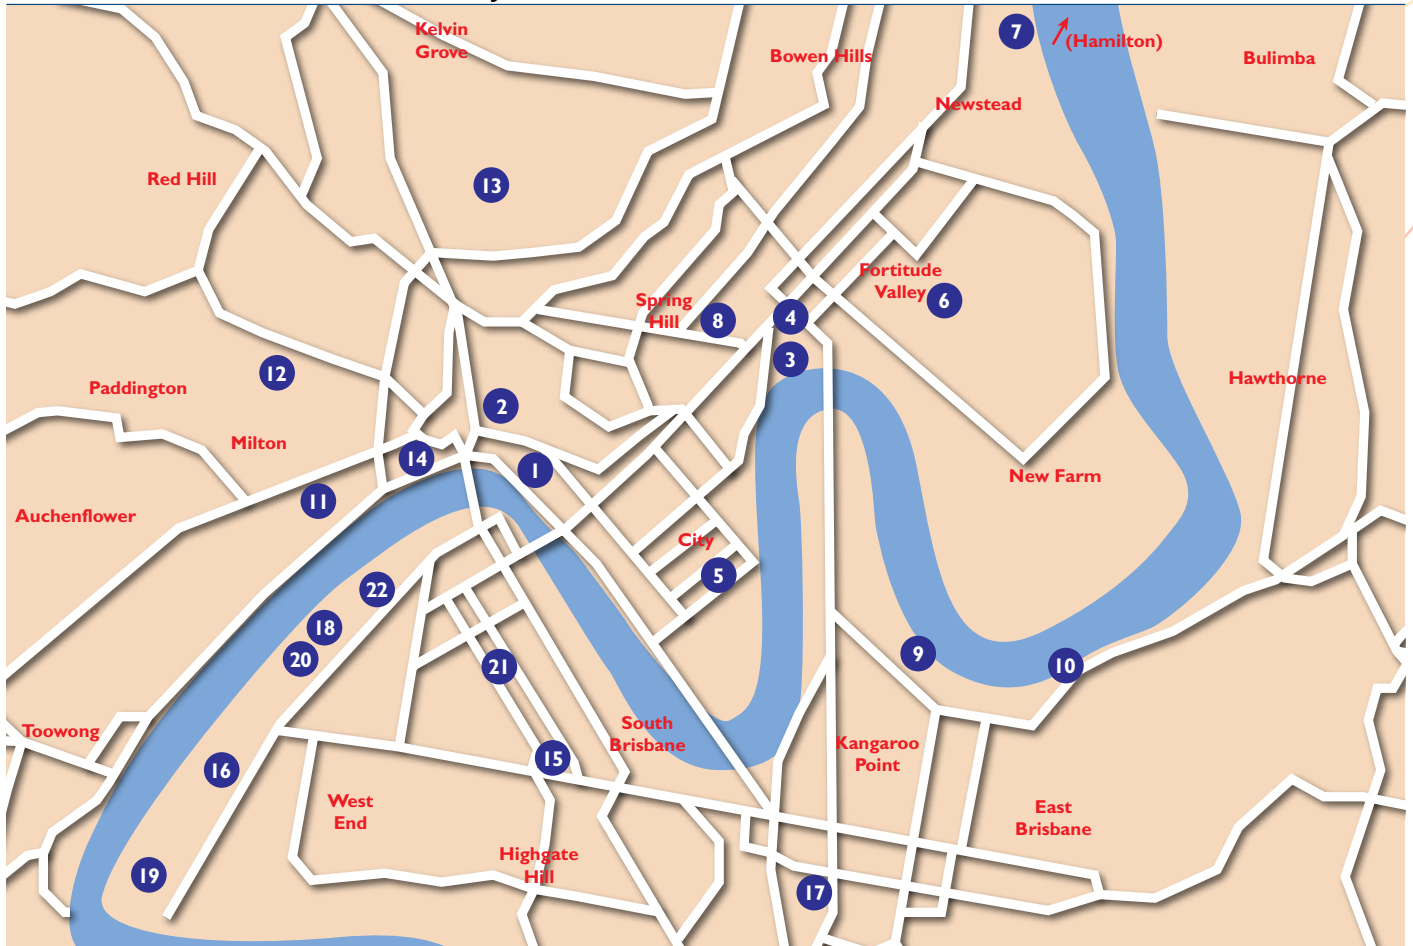 Kelvin
Grove
7
(Hamilton)
Bowen Hills
Bulimba
Newstead
Red Hill
13
Fortitude
Valley
6
Spring
Hill
8
4
3
12
Paddington
Hawthorne
2
Milton
14
1
New Farm
11
Auchenflower
City
5
22
18
20
21
9
10
Toowong
South
Brisbane
Kangaroo
Point
16
15
West
End
East
Brisbane
Highgate
Hill
19
17